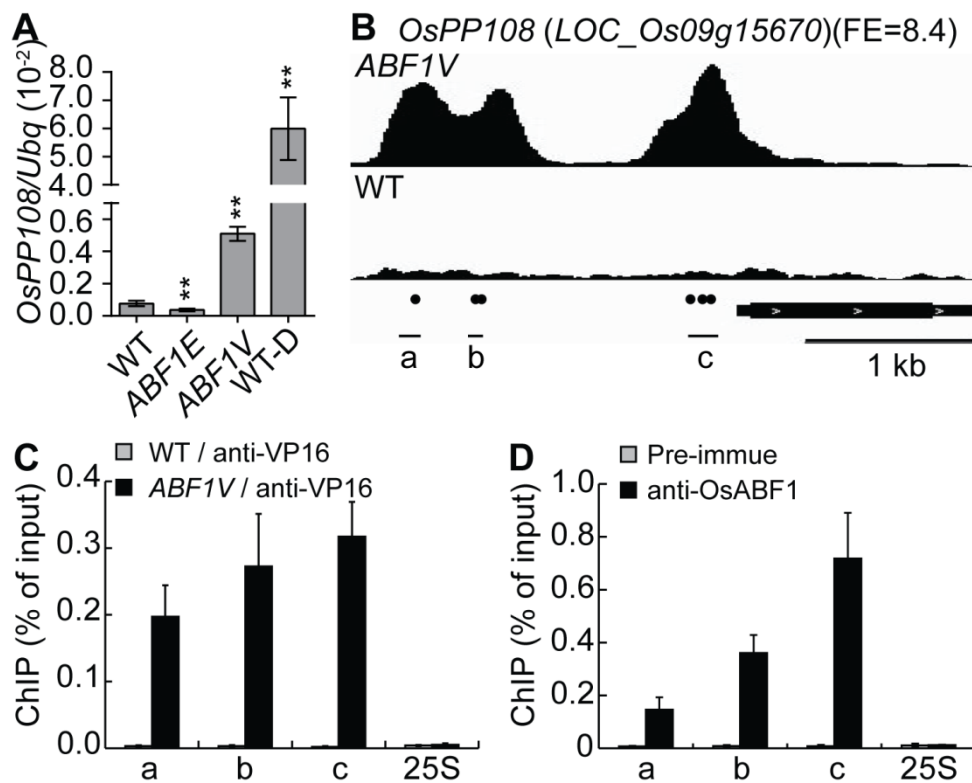 A
OsPP108/Ubq (10⁻²)
8.0
7.0
6.0
5.0
4.0
0.6
0.4
0.2
0.0
**
**
**
WT
ABF1E
ABF1V
WT-D
B OsPP108 (LOC_Os09g15670)(FE=8.4)
ABF1V
WT
> > >
a b c 1 kb
C
WT / anti-VP16
ABF1V / anti-VP16
ChIP (% of input)
0.4
0.3
0.2
0.1
0.0
a b c 25S
D
Pre-immue
anti-OsABF1
ChIP (% of input)
1.0
0.8
0.6
0.4
0.2
0
a b c 25S